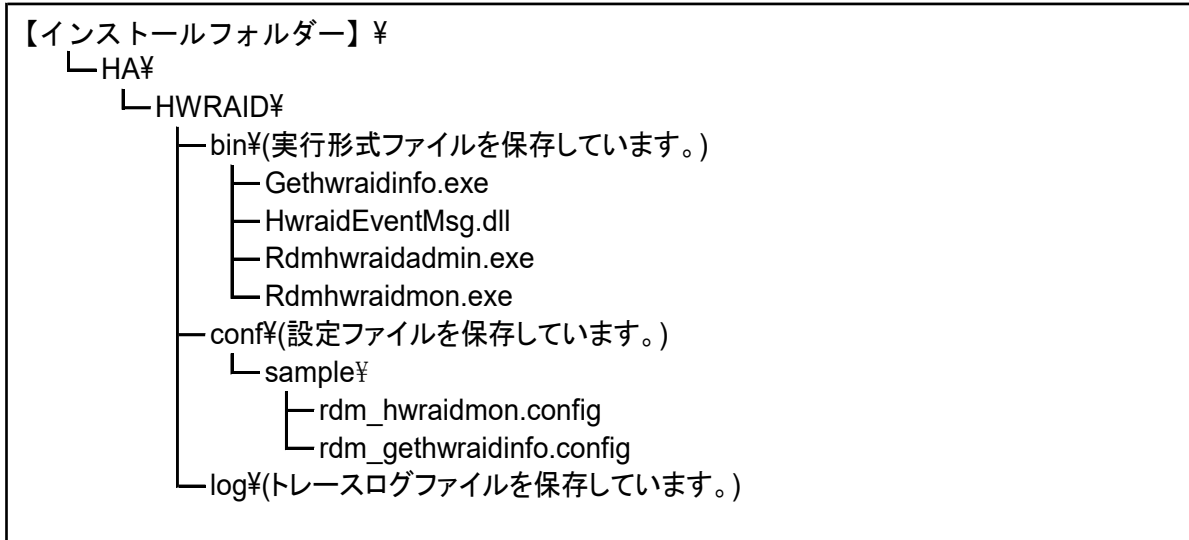 【インストールフォルダー】¥
HA¥
HWRAID¥
bin¥(実行形式ファイルを保存しています。)
Gethwraidinfo.exe
HwraidEventMsg.dll
Rdmhwraidadmin.exe
Rdmhwraidmon.exe
conf¥(設定ファイルを保存しています。)
sample¥
rdm_hwraidmon.config
rdm_gethwraidinfo.config
log¥(トレースログファイルを保存しています。)